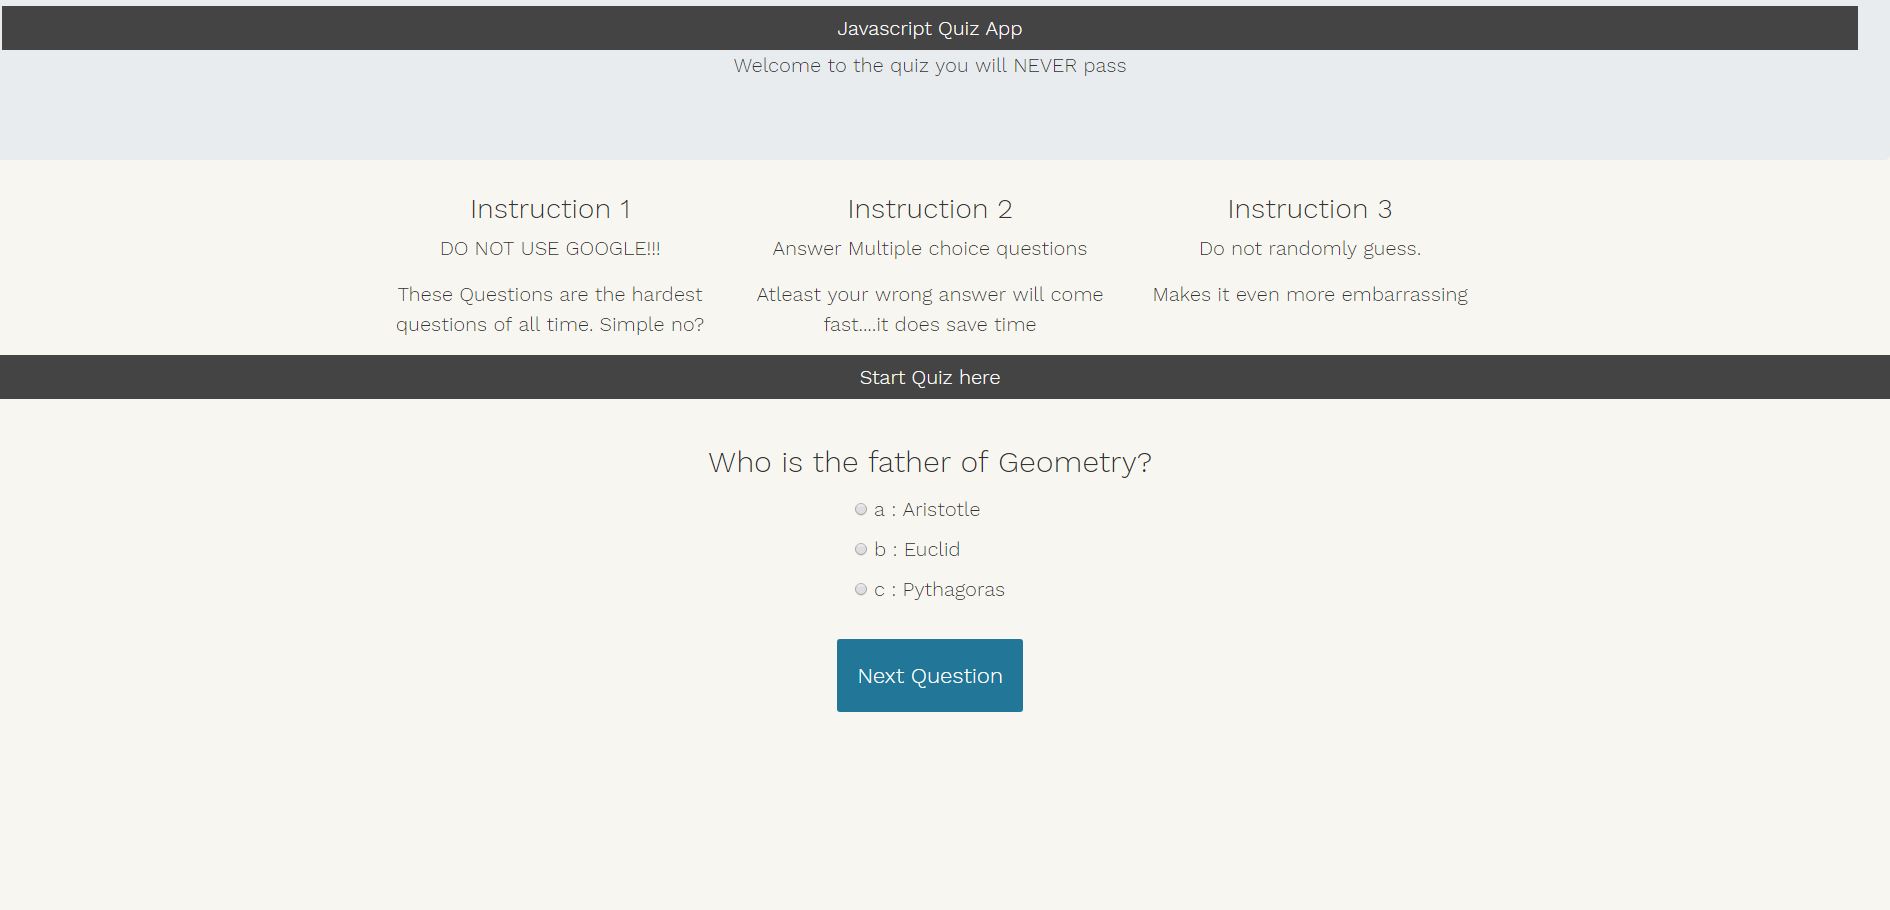 Javascript Quiz App
Welcome to the quiz you will NEVER pass
Instruction 1
DO NOT USE GOOGLE!!!
These Questions are the hardest
questions of all time. Simple no?
Instruction 2
Answer Multiple choice questions
Atleast your wrong answer will come
fast....it does save time
Instruction 3
Do not randomly guess.
Makes it even more embarrassing
Start Quiz here
Who is the father of Geometry?
a : Aristotle
b : Euclid
c : Pythagoras
Next Question